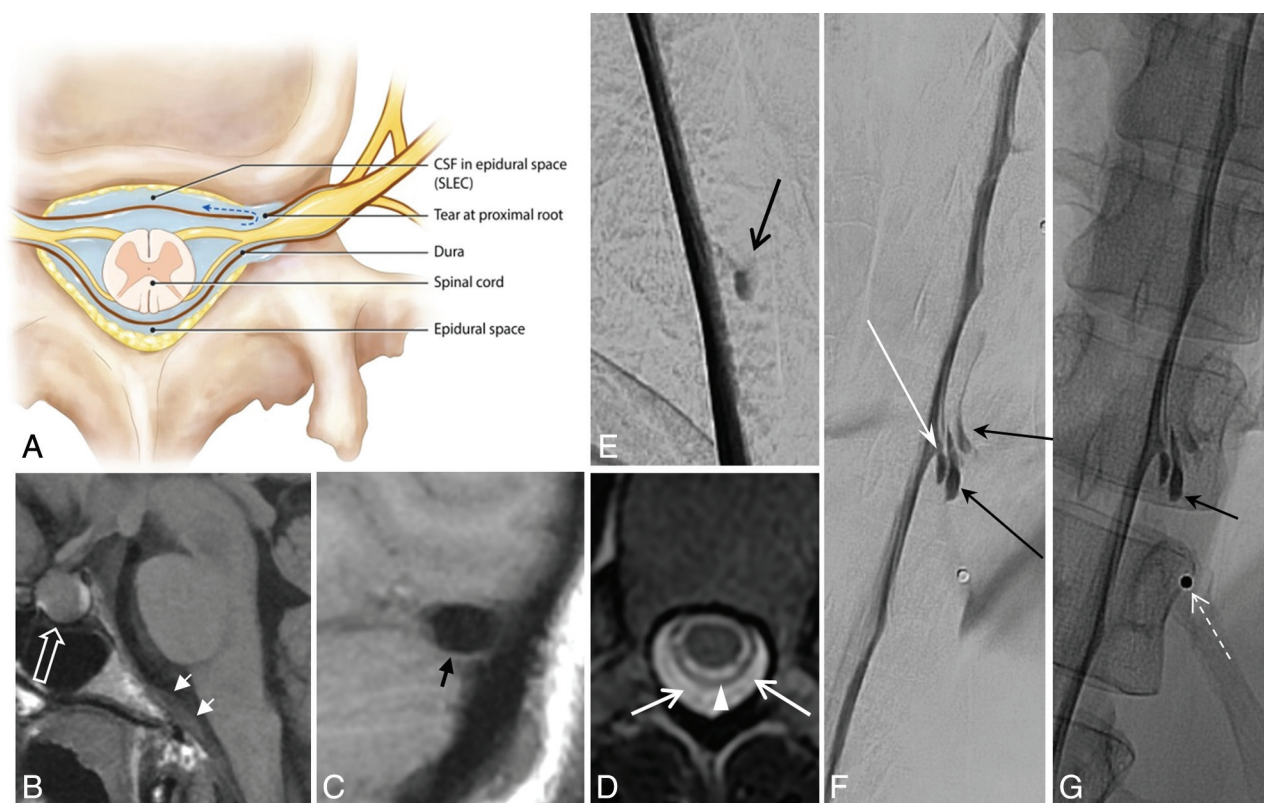 CSF in epidural space
(SLEC)
Tear at proximal root
Dura
Spinal cord
Epidural space
A
B
C
D
E
F
G